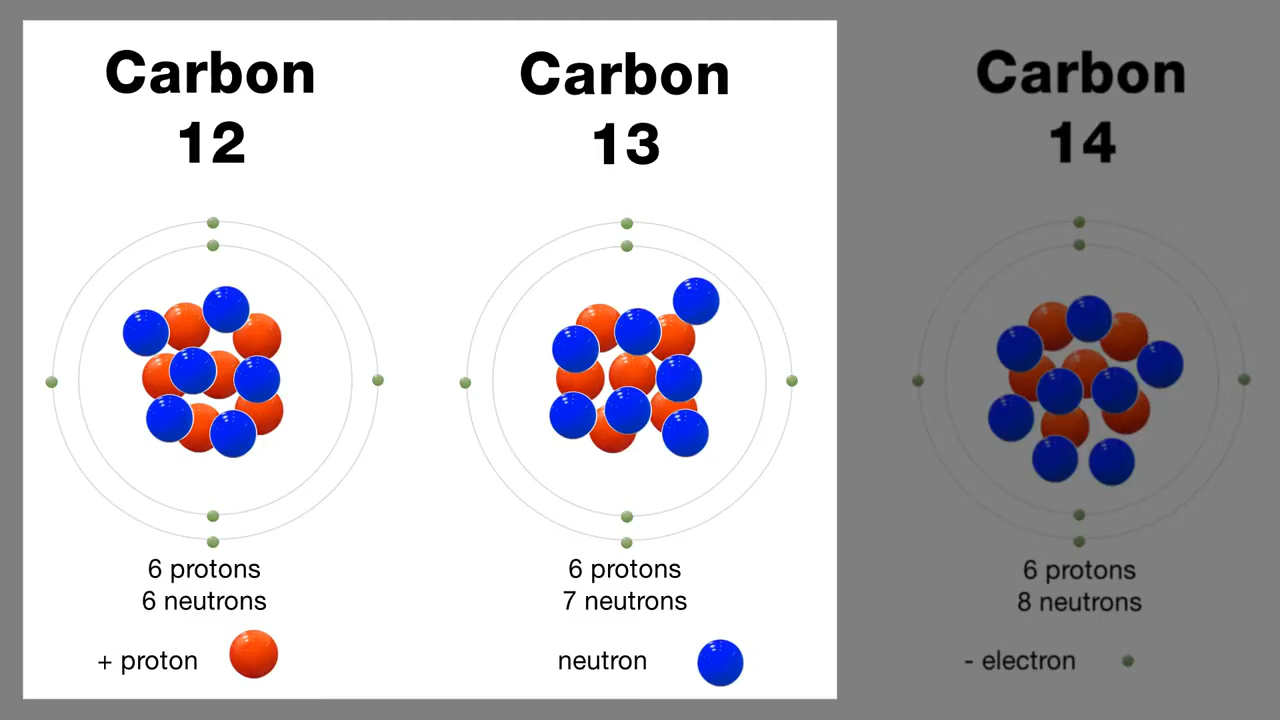 Carbon
12
6 protons
6 neutrons
+ proton
Carbon
13
6 protons
7 neutrons
neutron
Carbon
14
6 protons
8 neutrons
- electron